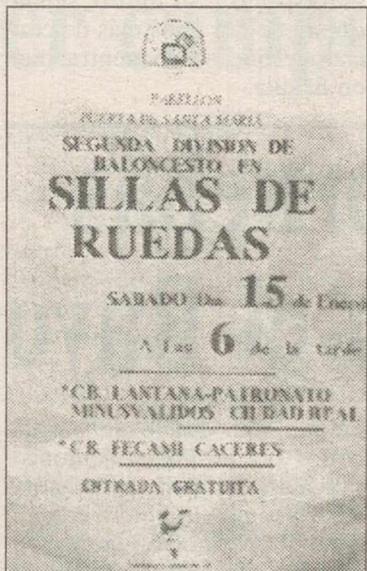 PABELLON
PUERTA DE SANTA MARIA
SEGUNDA DIVISION DE
BALONCESTO EN
SILLAS DE
RUEDAS
SABADO Dia 15 de Enero
A Las 6 de la tarde
*C.B. LANTANA-PATRONATO
MINUSVALIDOS CIUDAD REAL
*C.B. FECAMI CACERES
ENTRADA GRATUITA